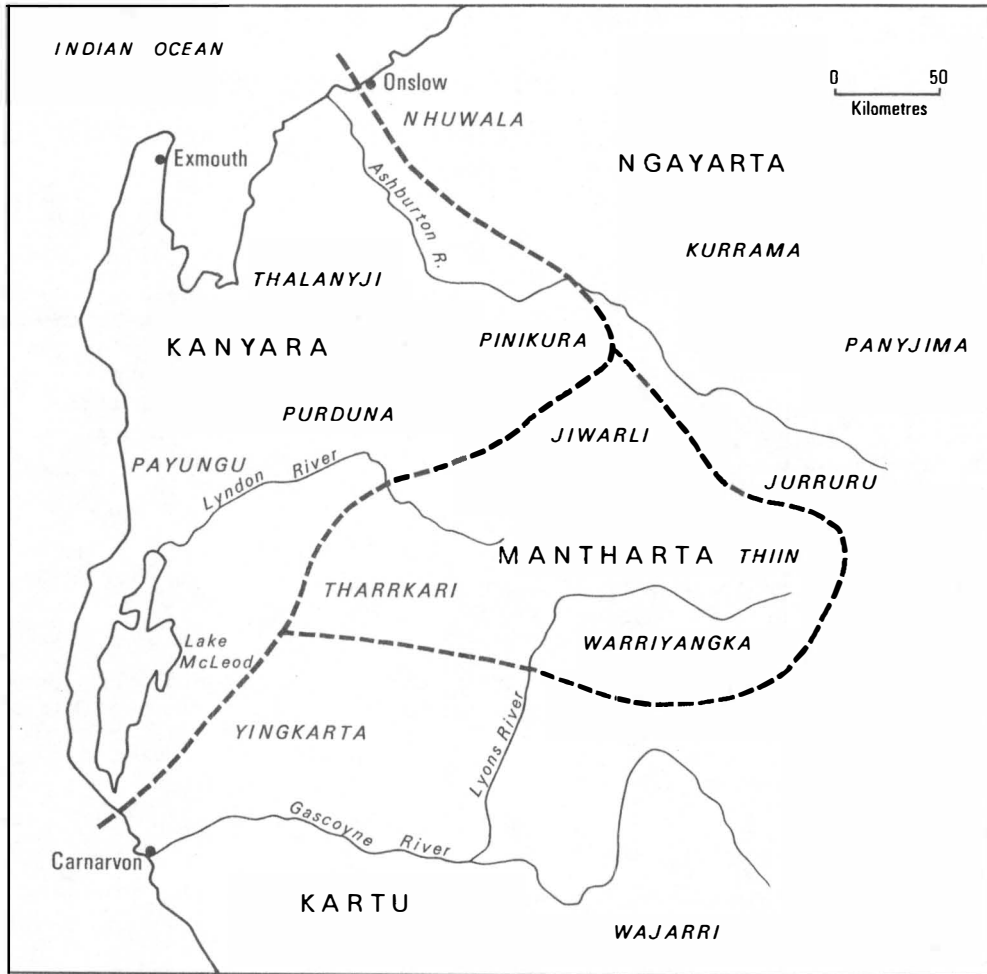 INDIAN OCEAN
Onslow
0 50
Kilometres
NHUWALA
Exmouth
NGAYARTA
Ashburton R.
KURRAMA
THALANYJI
KANYARA
PINIKURA
PANYJIMA
PURDUNA
JIWARLI
PAYUNGU
Lyndon River
JURRURU
MANTHARTA
THIIN
THARRKARI
Lake
McLeod
WARRIYANGKA
YINGKARTA
Lyons River
Gascoyne River
Carnarvon
KARTU
WAJARRI